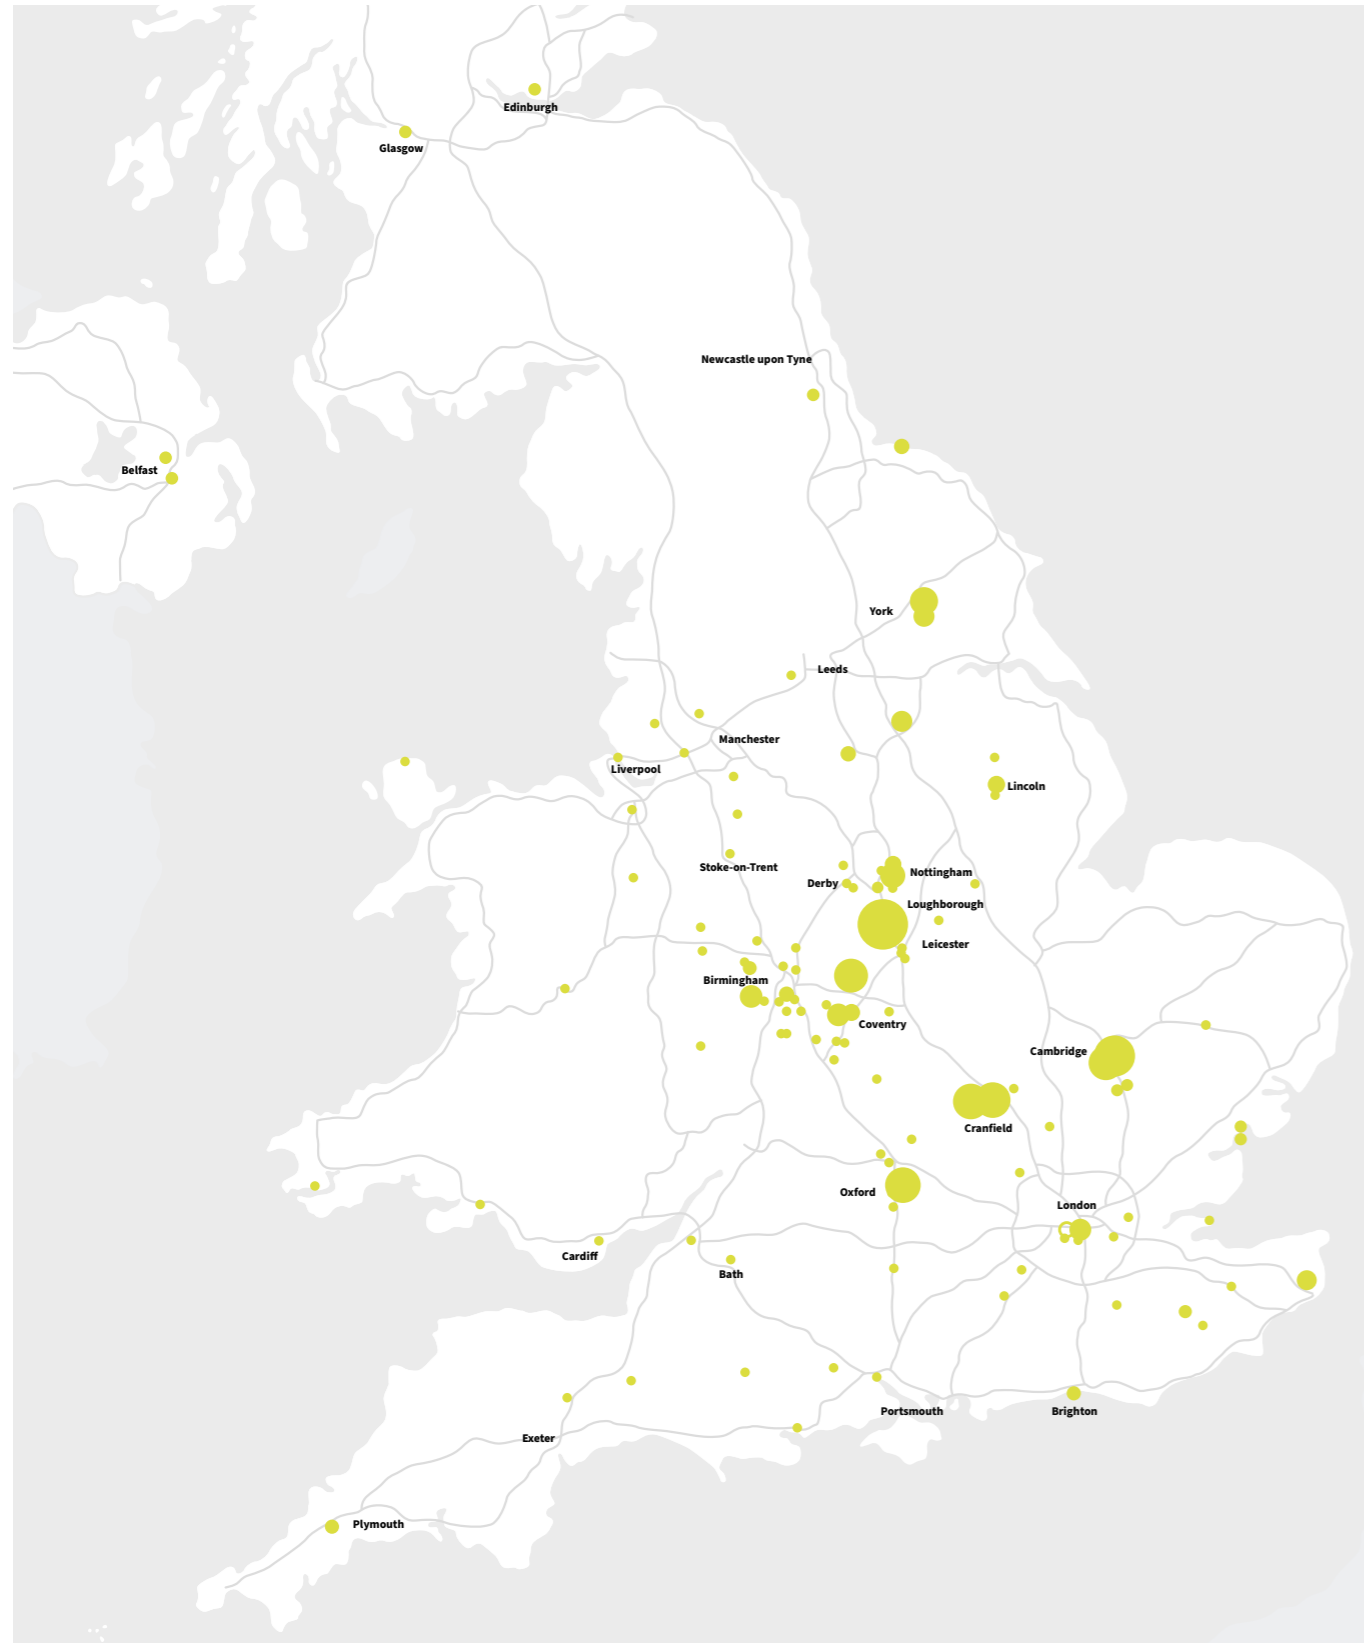 Edinburgh
Glasgow
Newcastle upon Tyne
Belfast
York
Leeds
Manchester
Liverpool
Lincoln
Stoke-on-Trent
Nottingham
Derby
Loughborough
Leicester
Birmingham
Coventry
Cambridge
Cranfield
Oxford
London
Cardiff
Bath
Portsmouth
Brighton
Exeter
Plymouth